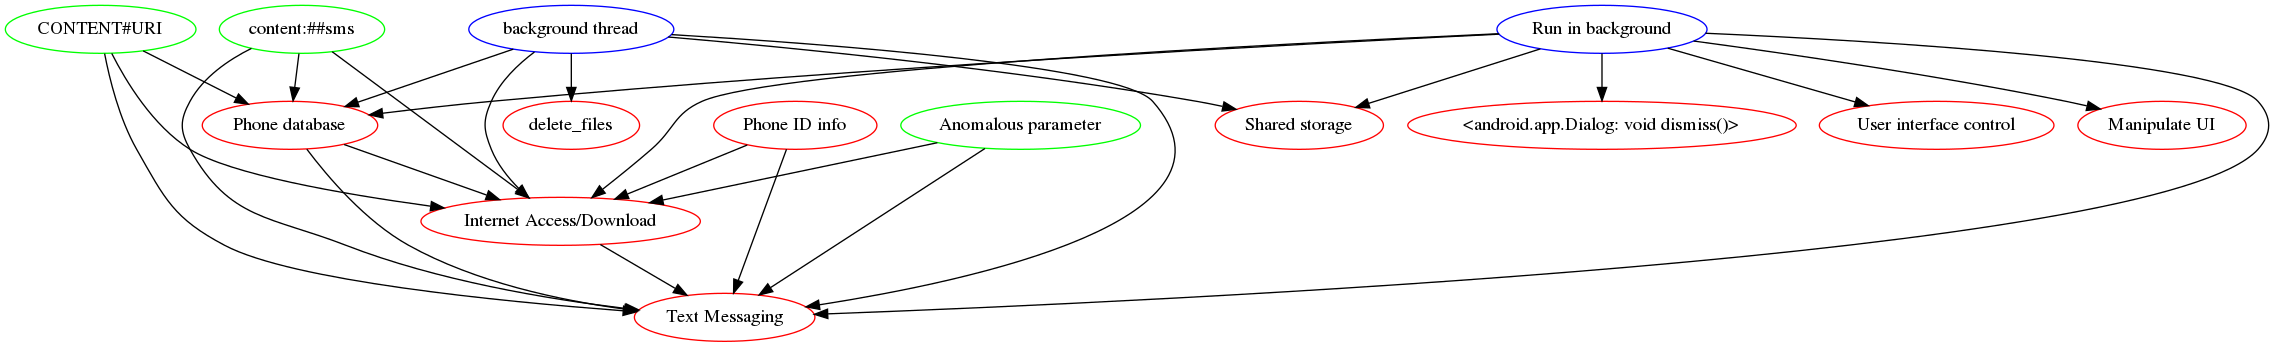 CONTENT#URI
content:##sms
background thread
Run in background
Phone database
delete_files
Phone ID info
Anomalous parameter
Shared storage
<android.app.Dialog: void dismiss()>
User interface control
Manipulate UI
Internet Access/Download
Text Messaging